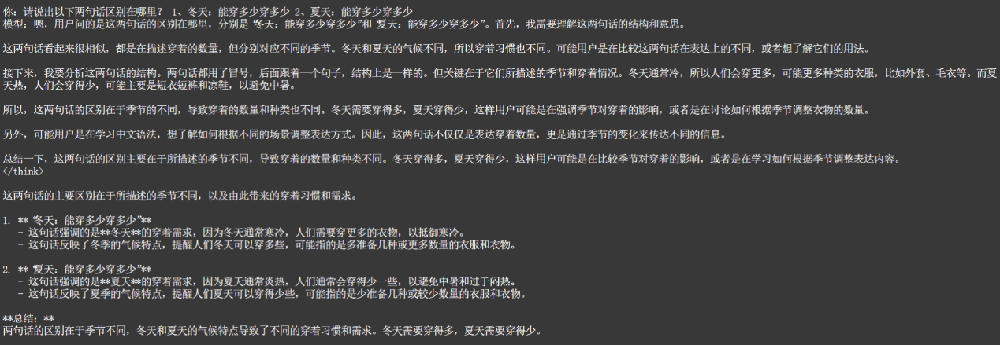 你：请说出以下两句话区别在哪里？ 1、冬天：能穿多少穿多少 2、夏天：能穿多少穿多少
模型：嗯，用户问的是这两句话的区别在哪里，分别是“冬天：能穿多少穿多少”和“夏天：能穿多少穿多少”。首先，我需要理解这两句话的结构和意思。
这两句话看起来很相似，都是在描述穿着的数量，但分别对应不同的季节。冬天和夏天的气候不同，所以穿着习惯也不同。可能用户是在比较这两句话在表达上的不同，或者想了解它们的用法。
接下来，我要分析这两句话的结构。两句话都用了冒号，后面跟着一个句子，结构上是一样的。但关键在于它们所描述的季节和穿着情况。冬天通常冷，所以人们会穿更多，可能更多种类的衣服，比如外套、毛衣等。而夏
天热，人们会穿得少，可能主要是短衣短裤和凉鞋，以避免中暑。
所以，这两句话的区别在于季节的不同，导致穿着的数量和种类也不同。冬天需要穿得多，夏天穿得少，这样用户可能是在强调季节对穿着的影响，或者是在讨论如何根据季节调整衣物的数量。
另外，可能用户是在学习中文语法，想了解如何根据不同的场景调整表达方式。因此，这两句话不仅仅是表达穿着数量，更是通过季节的变化来传达不同的信息。
总结一下，这两句话的区别主要在于所描述的季节不同，导致穿着的数量和种类不同。冬天穿得多，夏天穿得少，这样用户可能是在比较季节对穿着的影响，或者是在学习如何根据季节调整表达内容。
</think>
这两句话的主要区别在于所描述的季节不同，以及由此带来的穿着习惯和需求。
1. **“冬天：能穿多少穿多少”**
- 这句话强调的是**冬天**的穿着需求，因为冬天通常寒冷，人们需要穿更多的衣物，以抵御寒冷。
- 这句话反映了冬季的气候特点，提醒人们冬天可以穿多些，可能指的是多准备几种或更多数量的衣服和衣物。
2. **“夏天：能穿多少穿多少”**
- 这句话强调的是**夏天**的穿着需求，因为夏天通常炎热，人们通常会穿得少一些，以避免中暑和过于闷热。
- 这句话反映了夏季的气候特点，提醒人们夏天可以穿得少些，可能指的是少准备几种或较少数量的衣服和衣物。
**总结：**
两句话的区别在于季节不同，冬天和夏天的气候特点导致了不同的穿着习惯和需求。冬天需要穿得多，夏天需要穿得少。